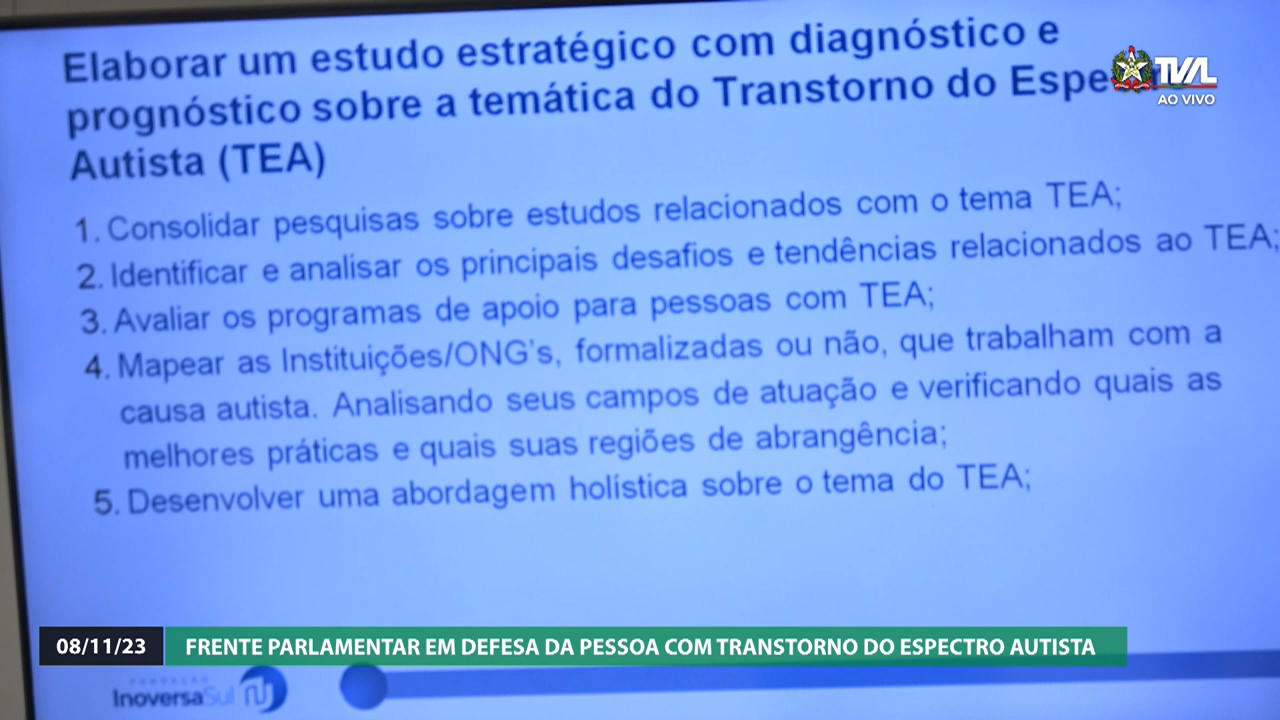 Elaborar um estudo estratégico com diagnóstico e
prognóstico sobre a temática do Transtorno do Espe
Autista (TEA)
TVAL
AO VIVO
1. Consolidar pesquisas sobre estudos relacionados com o tema TEA;
2. Identificar e analisar os principais desafios e tendências relacionados ao TEA;
3. Avaliar os programas de apoio para pessoas com TEA;
4. Mapear as Instituições/ONG's, formalizadas ou não, que trabalham com a
causa autista. Analisando seus campos de atuação e verificando quais as
melhores práticas e quais suas regiões de abrangência;
5. Desenvolver uma abordagem holística sobre o tema do TEA;
08/11/23 FRENTE PARLAMENTAR EM DEFESA DA PESSOA COM TRANSTORNO DO ESPECTRO AUTISTA
FUNDAÇÃO
InoversaSul